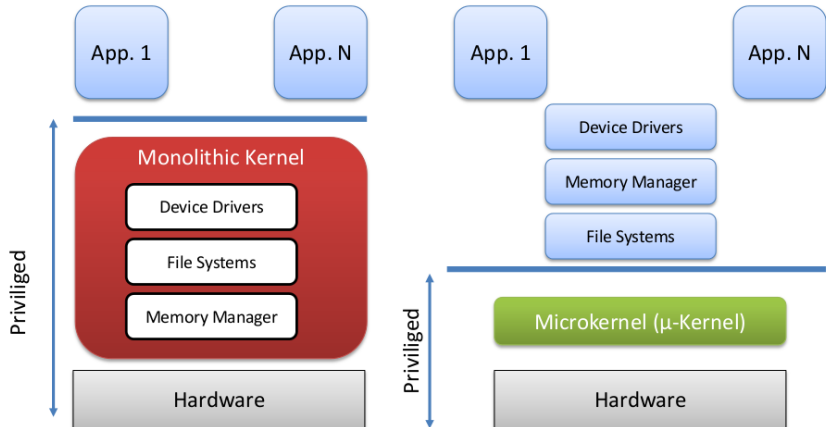 App. 1
App. N
Monolithic Kernel
Device Drivers
File Systems
Memory Manager
Hardware
Priviliged
App. 1
App. N
Device Drivers
Memory Manager
File Systems
Microkernel (μ-Kernel)
Hardware
Priviliged